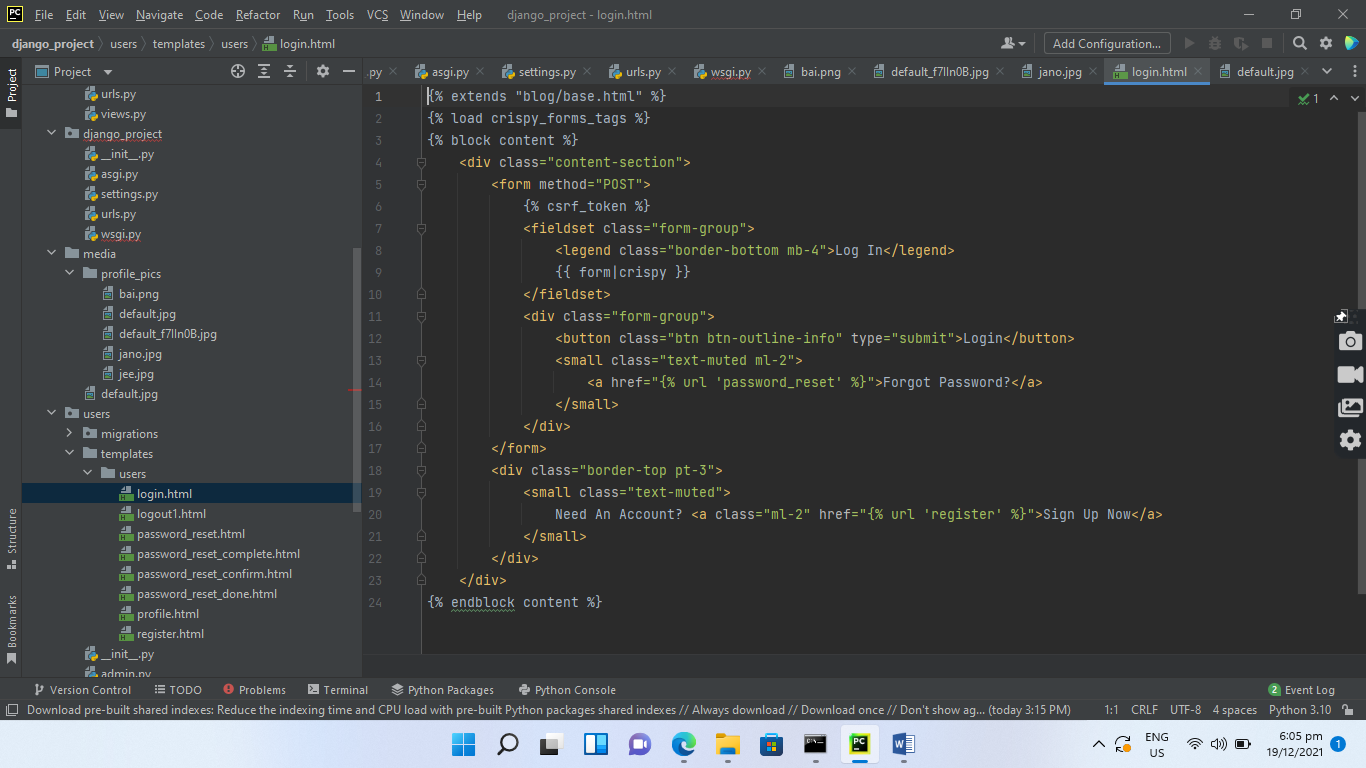 File Edit View Navigate Code Refactor Run Tools VCS Window Help django_project - login.html
django_project users templates users login.html Add Configuration...
Project .py asgi.py settings.py urls.py wsgi.py bai.png default_f7lln0B.jpg jano.jpg login.html default.jpg
Project
Structure
Bookmarks
urls.py
views.py
django_project
__init__.py
asgi.py
settings.py
urls.py
wsgi.py
media
profile_pics
bai.png
default.jpg
default_f7lln0B.jpg
jano.jpg
jee.jpg
default.jpg
users
migrations
templates
users
login.html
logout1.html
password_reset.html
password_reset_complete.html
password_reset_confirm.html
password_reset_done.html
profile.html
register.html
__init__.py
admin.py
1 {% extends "blog/base.html" %}
2 {% load crispy_forms_tags %}
3 {% block content %}
4 <div class="content-section">
5 <form method="POST">
6 {% csrf_token %}
7 <fieldset class="form-group">
8 <legend class="border-bottom mb-4">Log In</legend>
9 {{ form|crispy }}
10 </fieldset>
11 <div class="form-group">
12 <button class="btn btn-outline-info" type="submit">Login</button>
13 <small class="text-muted ml-2">
14 <a href="{% url 'password_reset' %}">Forgot Password?</a>
15 </small>
16 </div>
17 </form>
18 <div class="border-top pt-3">
19 <small class="text-muted">
20 Need An Account? <a class="ml-2" href="{% url 'register' %}">Sign Up Now</a>
21 </small>
22 </div>
23 </div>
24 {% endblock content %}
1
Version Control TODO Problems Terminal Python Packages Python Console 2 Event Log
Download pre-built shared indexes: Reduce the indexing time and CPU load with pre-built Python packages shared indexes // Always download // Download once // Don't show ag... (today 3:15 PM) 1:1 CRLF UTF-8 4 spaces Python 3.10
ENG
US
6:05 pm
19/12/2021
1